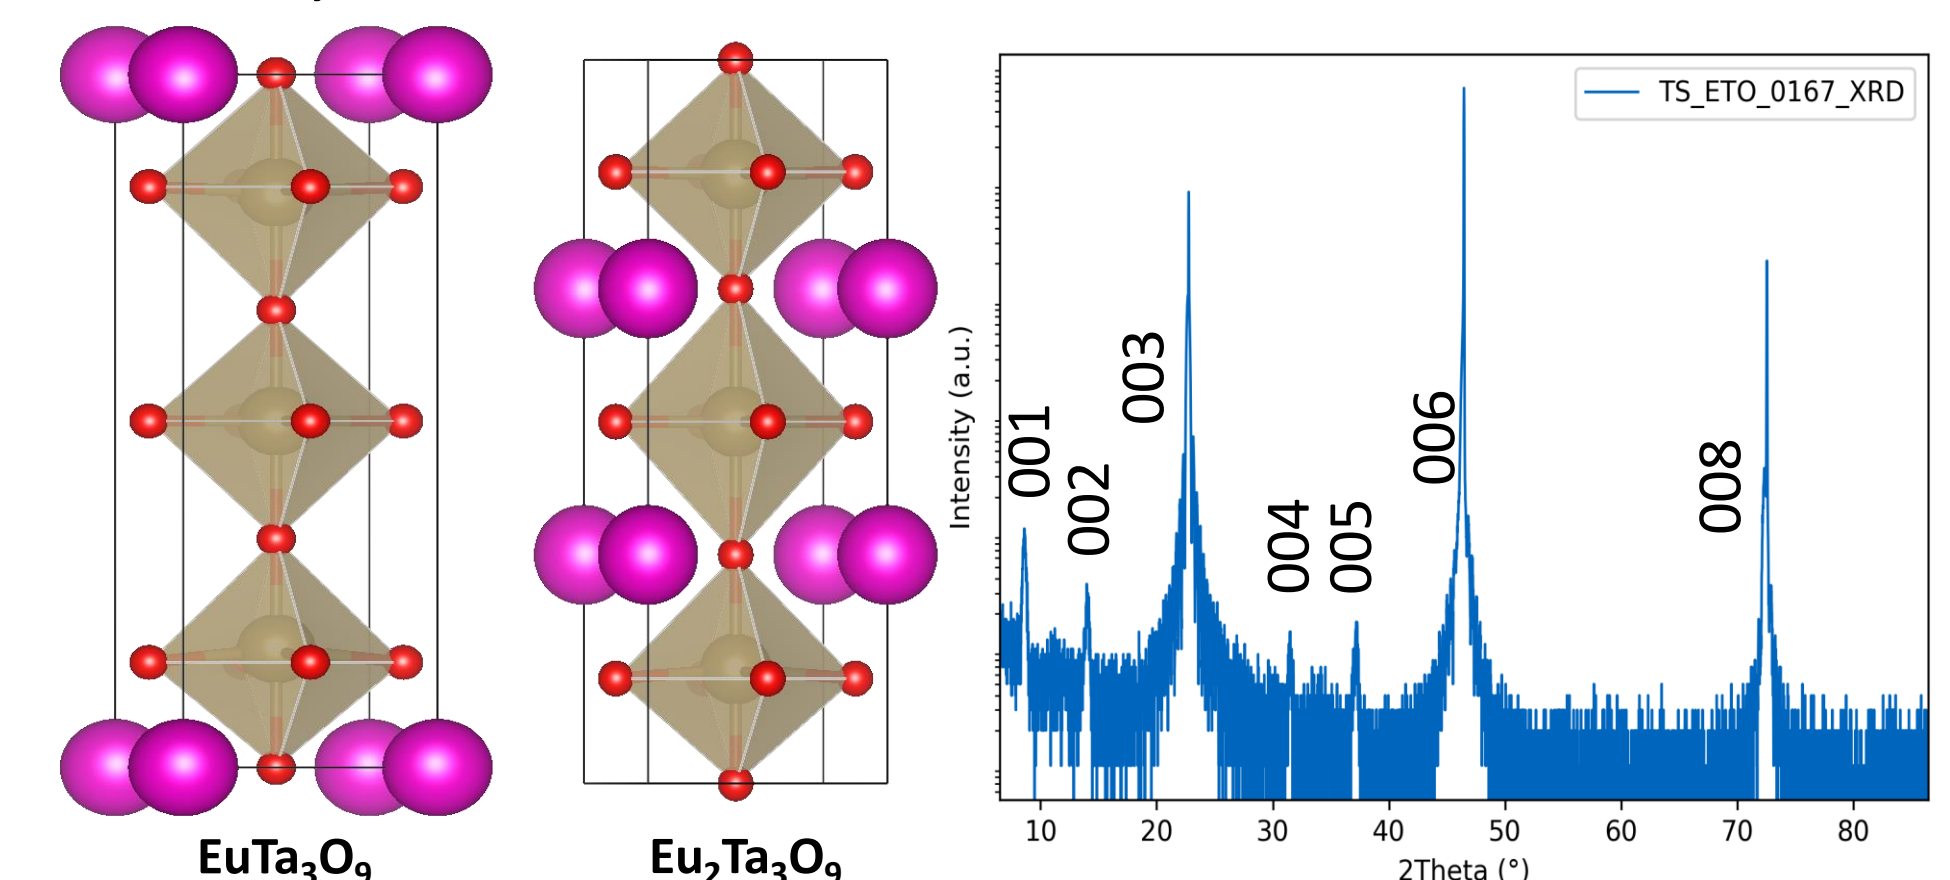 EuTa₃O₉
Eu₂Ta₃O₉
TS_ETO_0167_XRD
Intensity (a.u.)
001
002
003
004
005
006
008
10 20 30 40 50 60 70 80
2Theta (°)